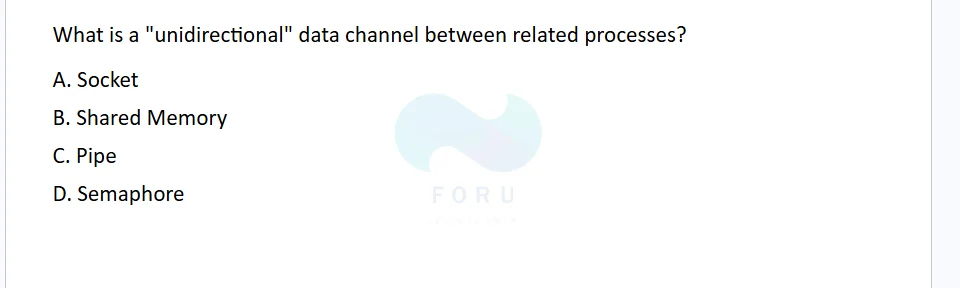 What is a "unidirectional" data channel between related processes?
A. Socket
B. Shared Memory
C. Pipe
D. Semaphore
FORU